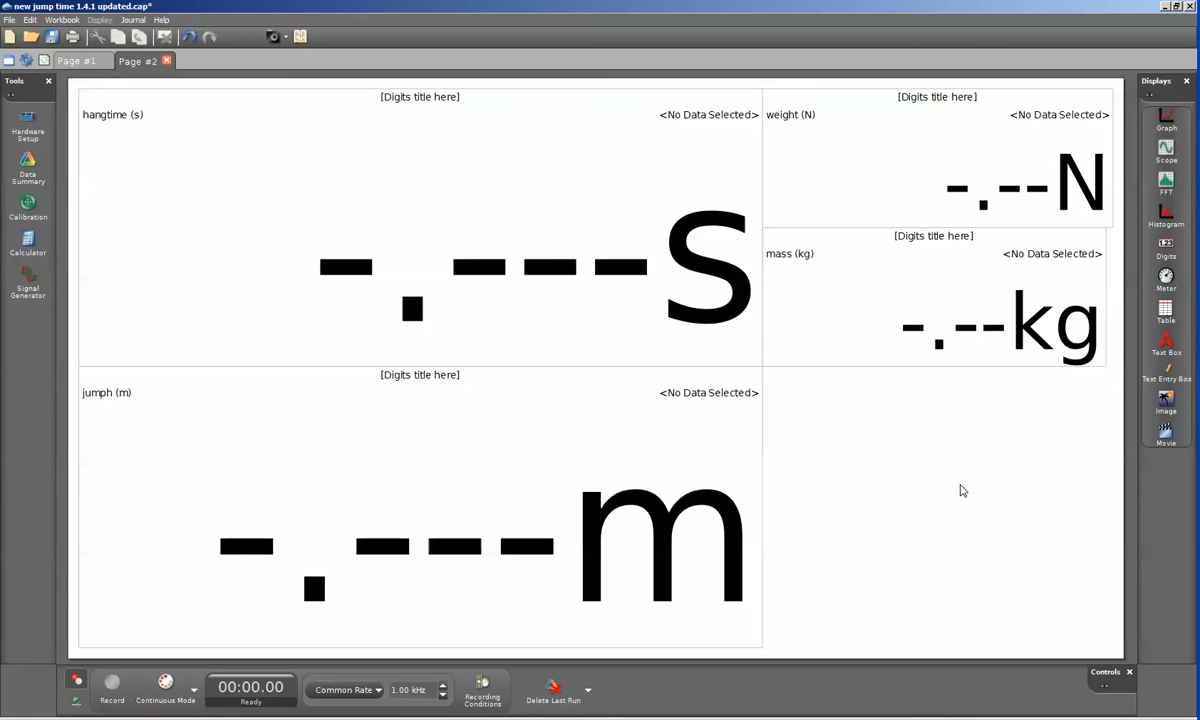 new jump time 1.4.1 updated.cap*
File Edit Workbook Display Journal Help
Page #1 Page #2
Tools
Hardware
Setup
Data
Summary
Calibration
Calculator
Signal
Generator
[Digits title here]
hangtime (s) <No Data Selected>
-.---s
[Digits title here]
weight (N) <No Data Selected>
-.--N
[Digits title here]
mass (kg) <No Data Selected>
-.--kg
[Digits title here]
jumph (m) <No Data Selected>
-.---m
Displays
Graph
Scope
FFT
Histogram
1.23
Digits
Meter
Table
Text Box
Text Entry Box
Image
Movie
Record
Continuous Mode
00:00.00
Ready
Common Rate 1.00 kHz
Recording
Conditions
Delete Last Run
Controls